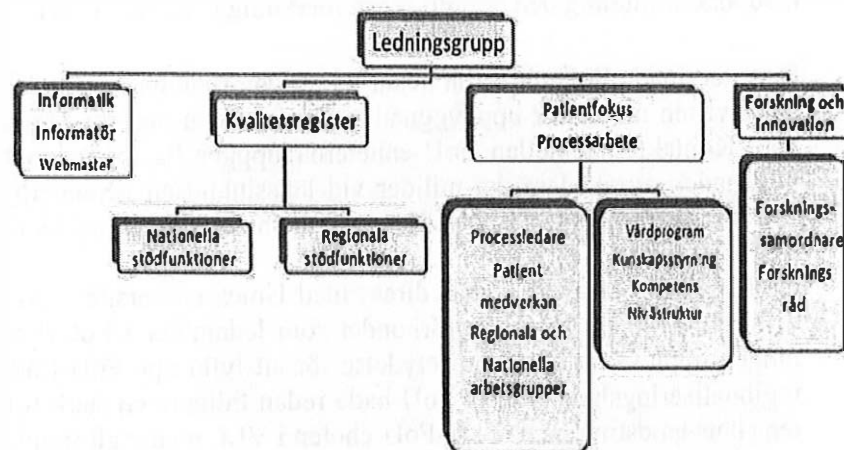 Ledningsgrupp
Informatik
Informatör
Webmaster
Kvalitetsregister
Patientfokus
Processarbete
Forskning och
Innovation
Nationella
stödfunktioner
Regionala
stödfunktioner
Processledare
Patient
medverkan
Regionala och
Nationella
arbetsgrupper
Vårdprogram
Kunskapsstyrning
Kompetens
Nivåstruktur
Forsknings-
samordnare
Forsknings
råd